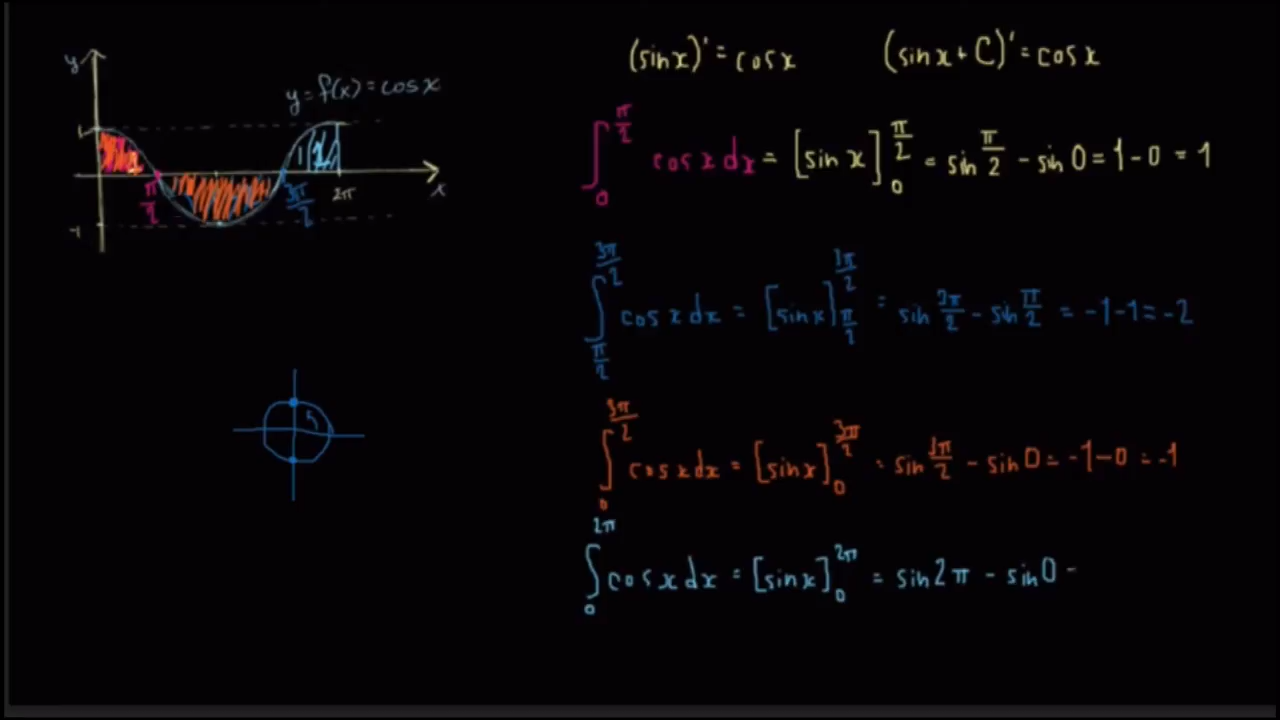 (sin x)' = cos x
(sin x + C)' = cos x
y
y = f(x) = cos x
1
-1
π/2
3π/2
2π
x
∫₀^{π/2} cos x dx = [sin x]₀^{π/2} = sin π/2 - sin 0 = 1 - 0 = 1
∫_{π/2}^{3π/2} cos x dx = [sin x]_{π/2}^{3π/2} = sin 3π/2 - sin π/2 = -1 - 1 = -2
∫₀^{3π/2} cos x dx = [sin x]₀^{3π/2} = sin 3π/2 - sin 0 = -1 - 0 = -1
∫₀^{2π} cos x dx = [sin x]₀^{2π} = sin 2π - sin 0 -